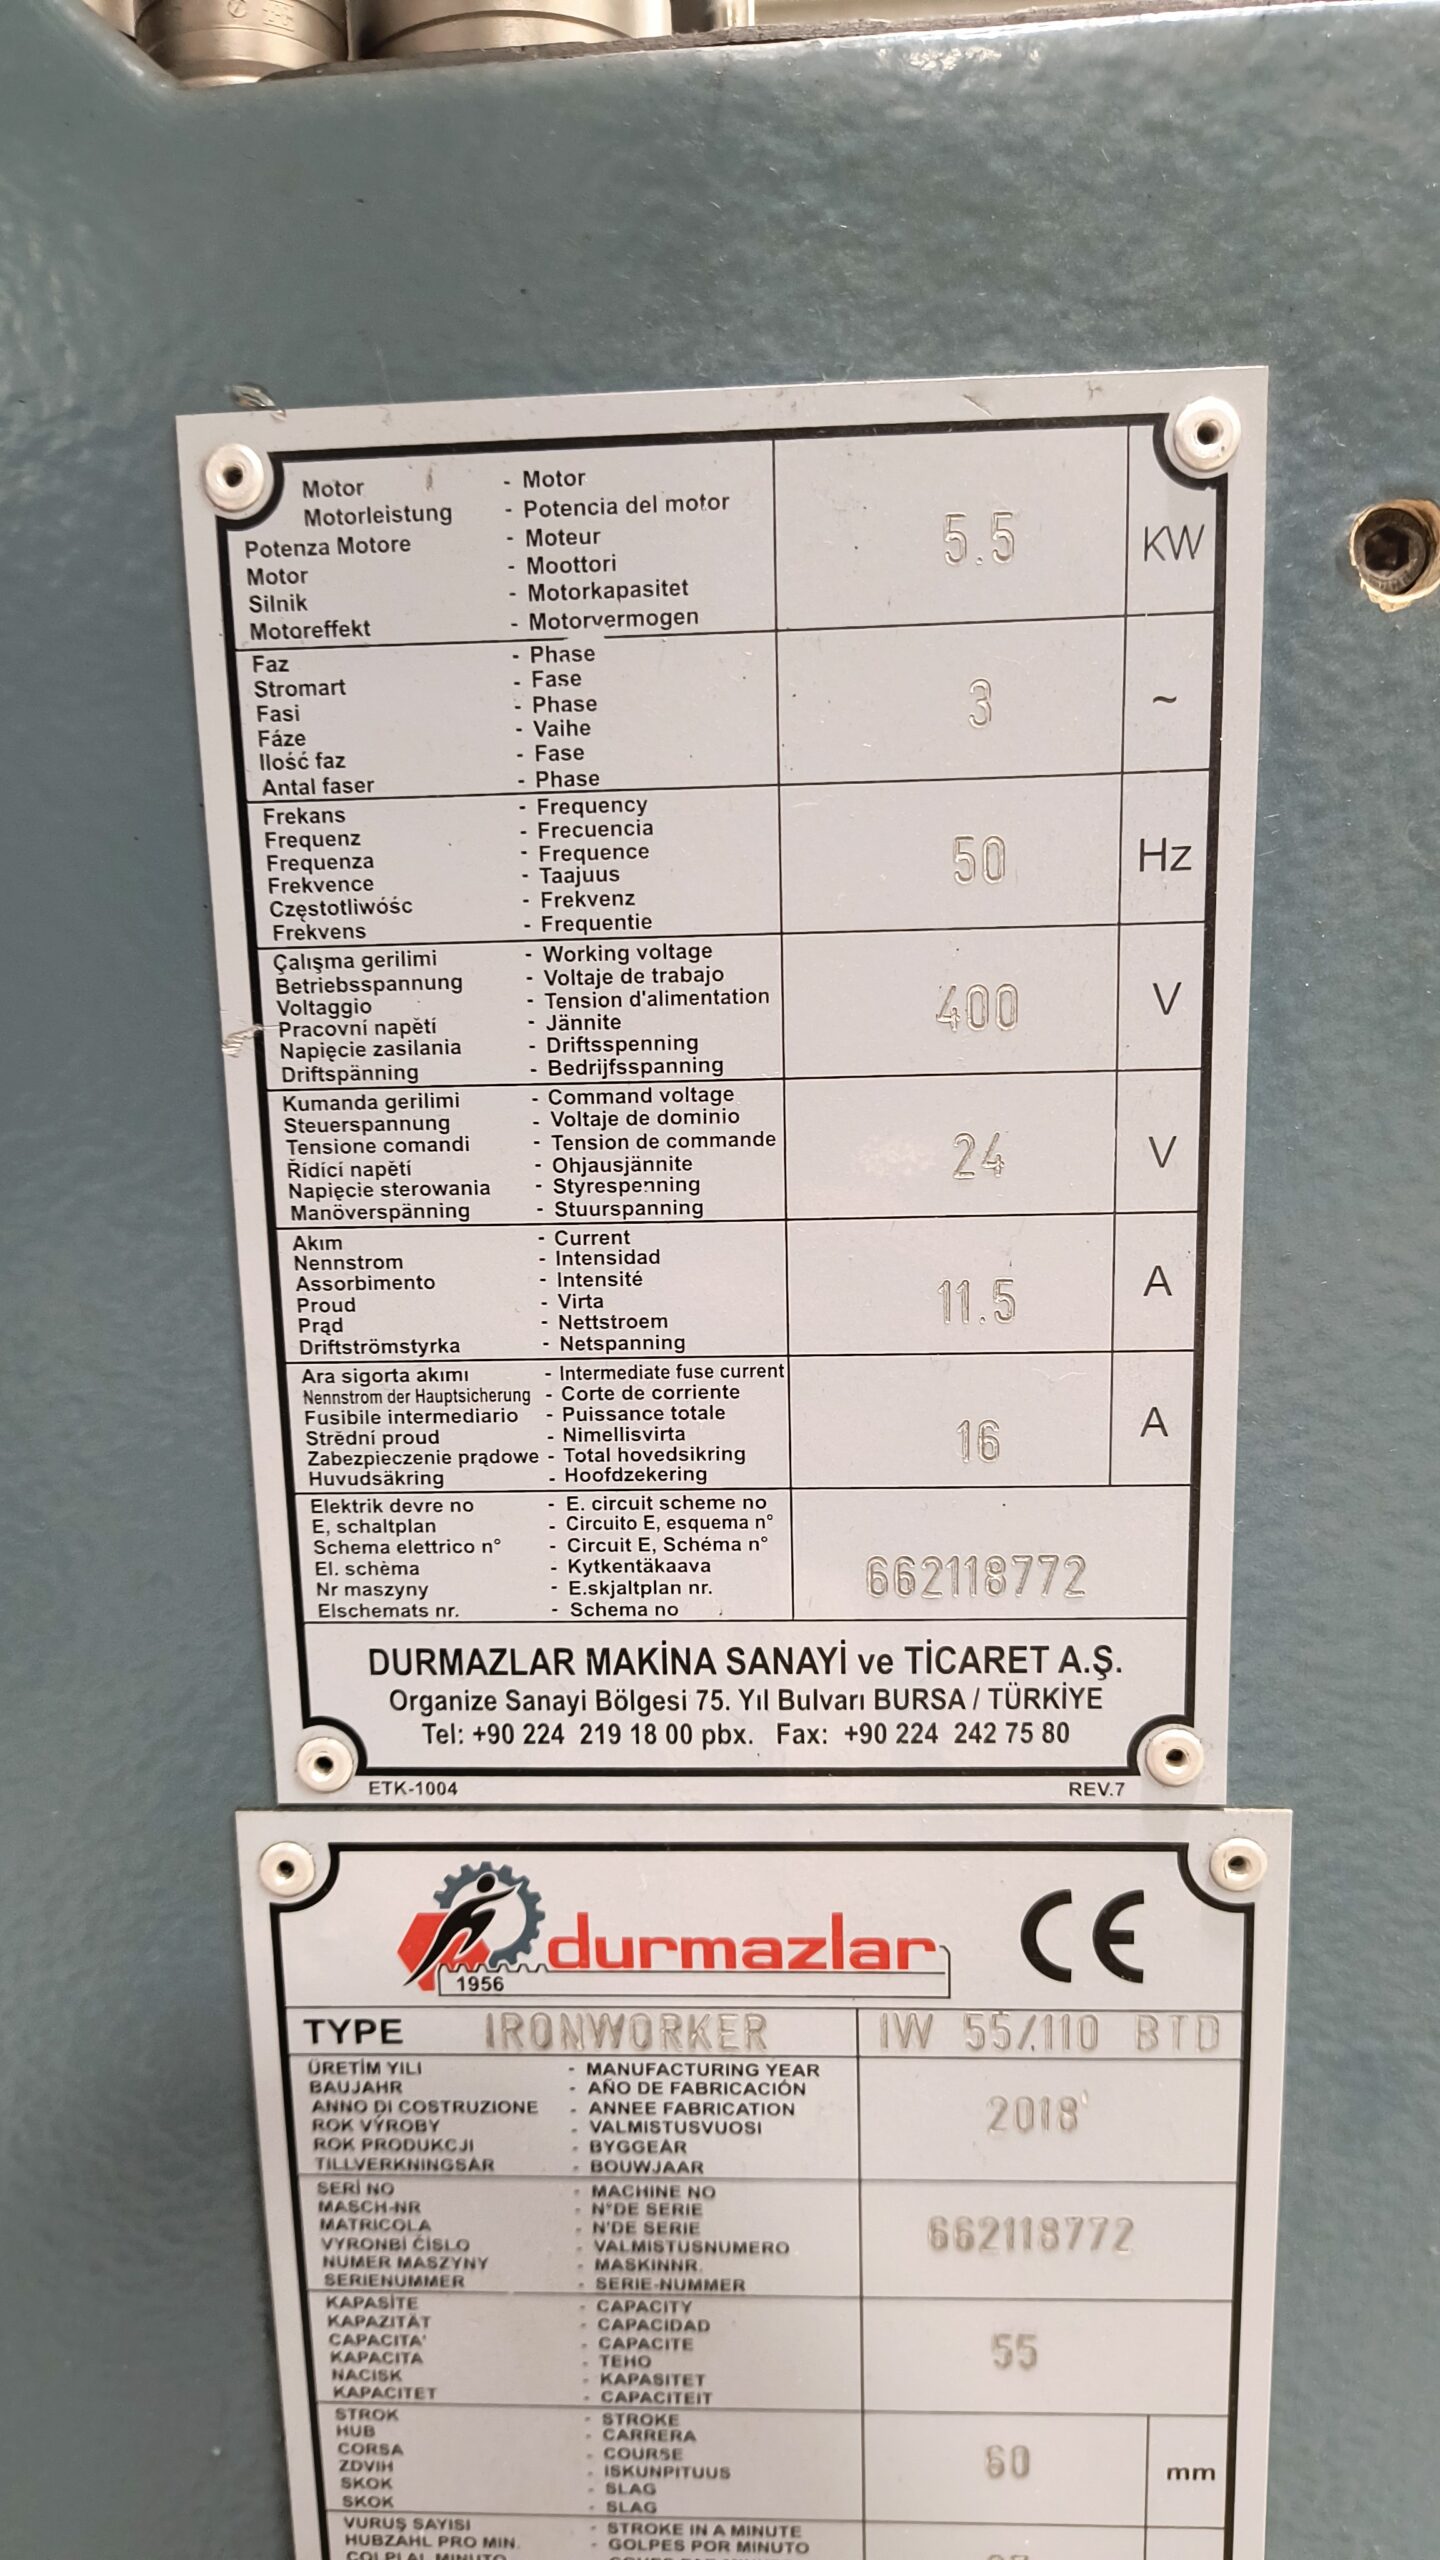 Motor - Motor
Motorleistung - Potencia del motor
Potenza Motore - Moteur
Motor - Moottori
Silnik - Motorkapasitet
Motoreffekt - Motorvermogen
5.5 KW
Faz - Phase
Stromart - Fase
Fasi - Phase
Fáze - Vaihe
Ilość faz - Fase
Antal faser - Phase
3 ~
Frekans - Frequency
Frequenz - Frecuencia
Frequenza - Frequence
Frekvence - Taajuus
Częstotliwóśc - Frekvenz
Frekvens - Frequentie
50 Hz
Çalışma gerilimi - Working voltage
Betriebsspannung - Voltaje de trabajo
Voltaggio - Tension d'alimentation
Pracovní napětí - Jännite
Napięcie zasilania - Driftsspenning
Driftspänning - Bedrijfsspanning
400 V
Kumanda gerilimi - Command voltage
Steuerspannung - Voltaje de dominio
Tensione comandi - Tension de commande
Řídící napětí - Ohjausjännite
Napięcie sterowania - Styrespenning
Manöverspänning - Stuurspanning
24 V
Akım - Current
Nennstrom - Intensidad
Assorbimento - Intensité
Proud - Virta
Prąd - Nettstroem
Driftströmstyrka - Netspanning
11.5 A
Ara sigorta akımı - Intermediate fuse current
Nennstrom der Hauptsicherung - Corte de corriente
Fusibile intermediario - Puissance totale
Strědní proud - Nimellisvirta
Zabezpieczenie prądowe - Total hovedsikring
Huvudsäkring - Hoofdzekering
16 A
Elektrik devre no - E. circuit scheme no
E, schaltplan - Circuito E, esquema n°
Schema elettrico n° - Circuit E, Schéma n°
El. schèma - Kytkentäkaava
Nr maszyny - E.skjaltplan nr.
Elschemats nr. - Schema no
662118772
DURMAZLAR MAKİNA SANAYİ ve TİCARET A.Ş.
Organize Sanayi Bölgesi 75. Yıl Bulvarı BURSA / TÜRKİYE
Tel: +90 224 219 18 00 pbx. Fax: +90 224 242 75 80
ETK-1004 REV.7
durmazlar CE
1956
TYPE IRONWORKER IW 55/110 BTD
ÜRETİM YILI - MANUFACTURING YEAR
BAUJAHR - AÑO DE FABRICACIÓN
ANNO DI COSTRUZIONE - ANNEE FABRICATION
ROK VÝROBY - VALMISTUSVUOSI
ROK PRODUKCJI - BYGGEÅR
TILLVERKNINGSÅR - BOUWJAAR
2018
SERİ NO - MACHINE NO
MASCH-NR - N°DE SERIE
MATRICOLA - N'DE SERIE
VYRONBÍ ČÍSLO - VALMISTUSNUMERO
NUMER MASZYNY - MASKINNR.
SERIENUMMER - SERIE-NUMMER
662118772
KAPASİTE - CAPACITY
KAPAZITÄT - CAPACIDAD
CAPACITA' - CAPACITE
KAPACITA - TEHO
NACISK - KAPASITET
KAPACITET - CAPACITEIT
55
STROK - STROKE
HUB - CARRERA
CORSA - COURSE
ZDVIH - ISKUNPITUUS
SKOK - SLAG
SKOK - SLAG
60 mm
VURUŞ SAYISI - STROKE IN A MINUTE
HUBZAHL PRO MIN. - GOLPES POR MINUTO